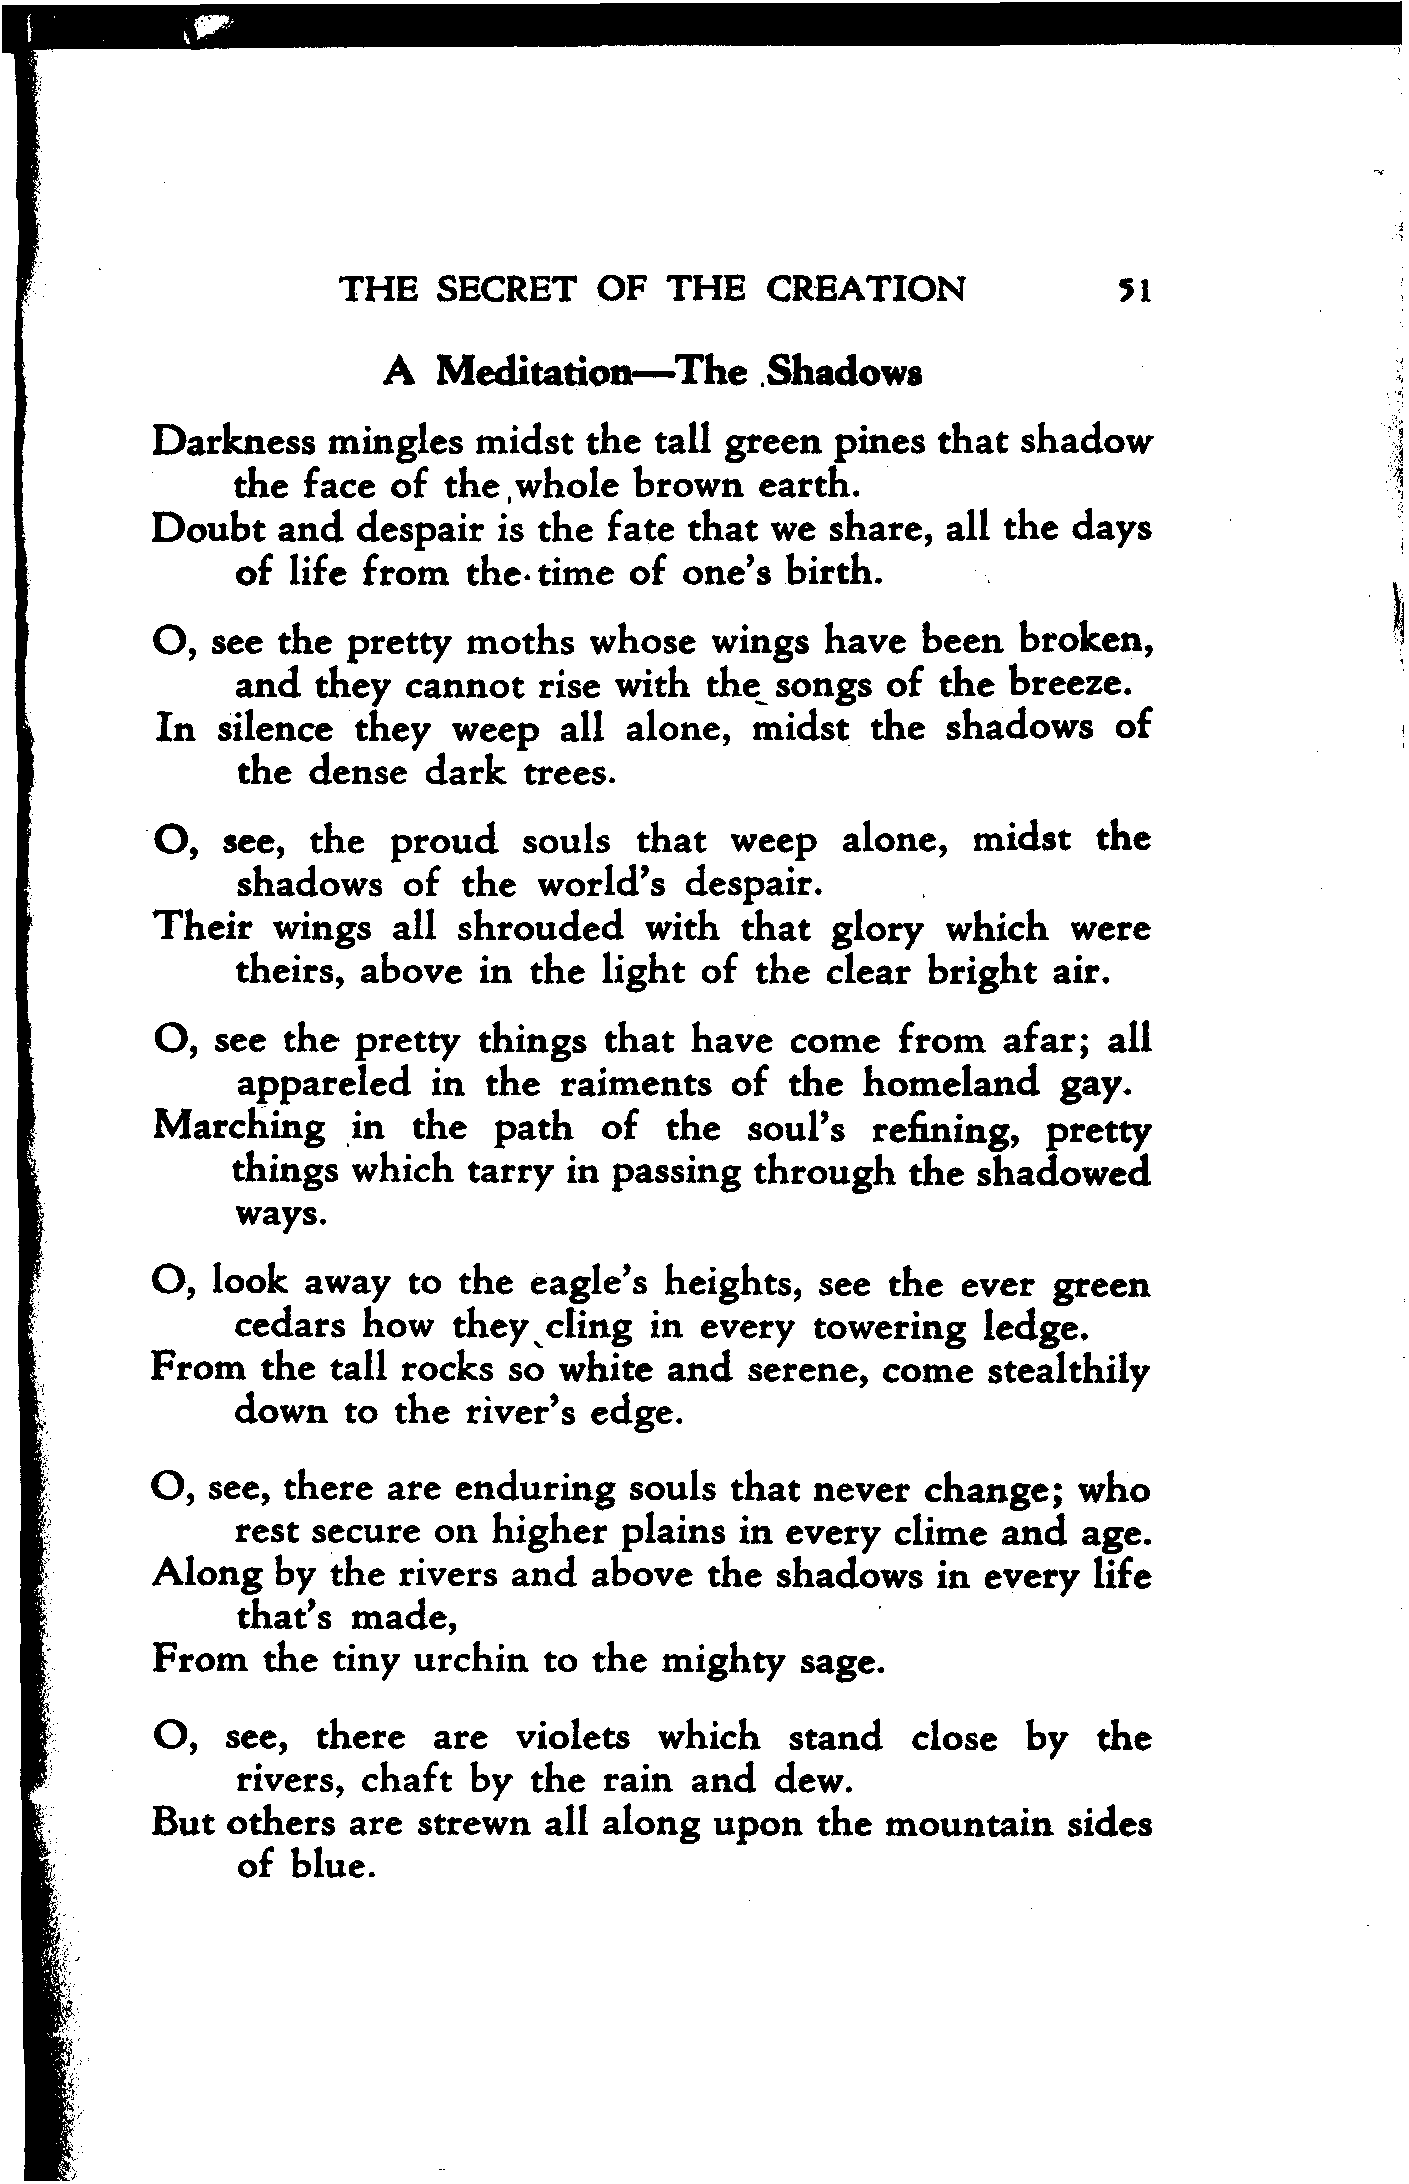 THE SECRET OF THE CREATION 51
A Meditation—The Shadows
Darkness mingles midst the tall green pines that shadow
the face of the whole brown earth.
Doubt and despair is the fate that we share, all the days
of life from the time of one's birth.
O, see the pretty moths whose wings have been broken,
and they cannot rise with the songs of the breeze.
In silence they weep all alone, midst the shadows of
the dense dark trees.
O, see, the proud souls that weep alone, midst the
shadows of the world's despair.
Their wings all shrouded with that glory which were
theirs, above in the light of the clear bright air.
O, see the pretty things that have come from afar; all
appareled in the raiments of the homeland gay.
Marching in the path of the soul's refining, pretty
things which tarry in passing through the shadowed
ways.
O, look away to the eagle's heights, see the ever green
cedars how they cling in every towering ledge.
From the tall rocks so white and serene, come stealthily
down to the river's edge.
O, see, there are enduring souls that never change; who
rest secure on higher plains in every clime and age.
Along by the rivers and above the shadows in every life
that's made,
From the tiny urchin to the mighty sage.
O, see, there are violets which stand close by the
rivers, chaft by the rain and dew.
But others are strewn all along upon the mountain sides
of blue.